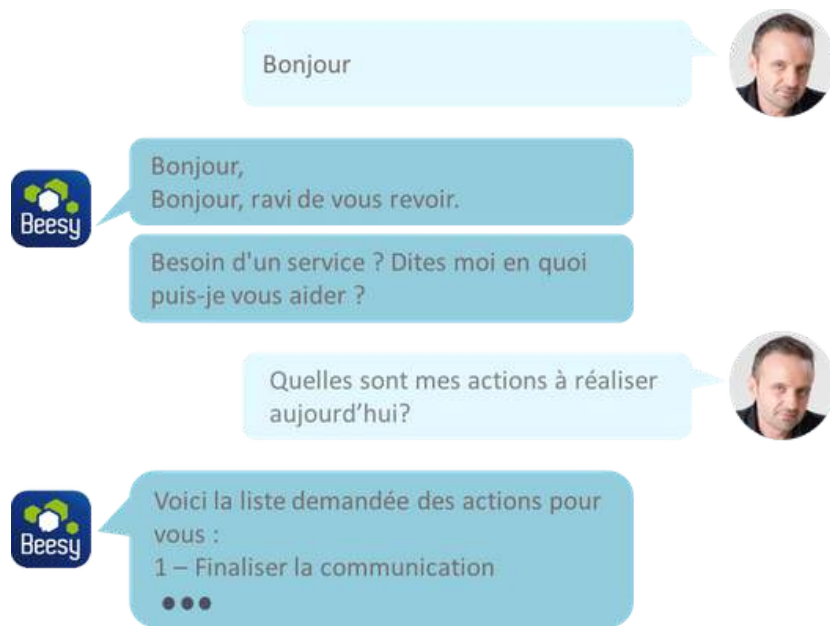 Bonjour
Bonjour,
Bonjour, ravi de vous revoir.
Beesy
Besoin d'un service ? Dites moi en quoi
puis-je vous aider ?
Quelles sont mes actions à réaliser
aujourd’hui?
Voici la liste demandée des actions pour
vous :
Beesy
1 – Finaliser la communication
•••